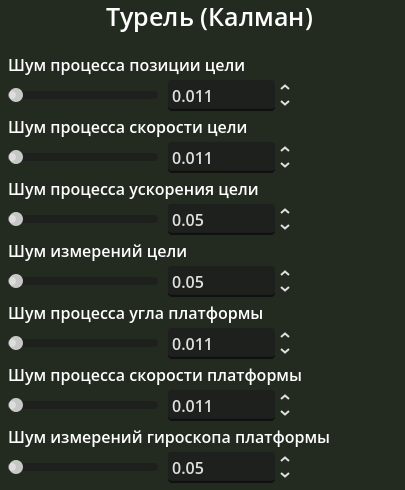 Турель (Калман)
Шум процесса позиции цели
0.011
Шум процесса скорости цели
0.011
Шум процесса ускорения цели
0.05
Шум измерений цели
0.05
Шум процесса угла платформы
0.011
Шум процесса скорости платформы
0.011
Шум измерений гироскопа платформы
0.05